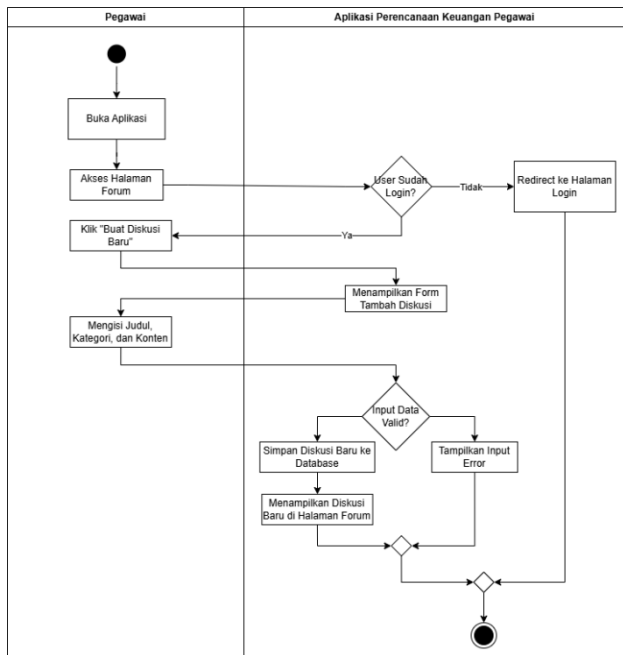 Pegawai
Aplikasi Perencanaan Keuangan Pegawai
Buka Aplikasi
Akses Halaman
Forum
User Sudah
Login?
Tidak
Redirect ke Halaman
Login
Ya
Klik "Buat Diskusi
Baru"
Menampilkan Form
Tambah Diskusi
Mengisi Judul,
Kategori, dan Konten
Input Data
Valid?
Simpan Diskusi Baru ke
Database
Tampilkan Input
Error
Menampilkan Diskusi
Baru di Halaman Forum